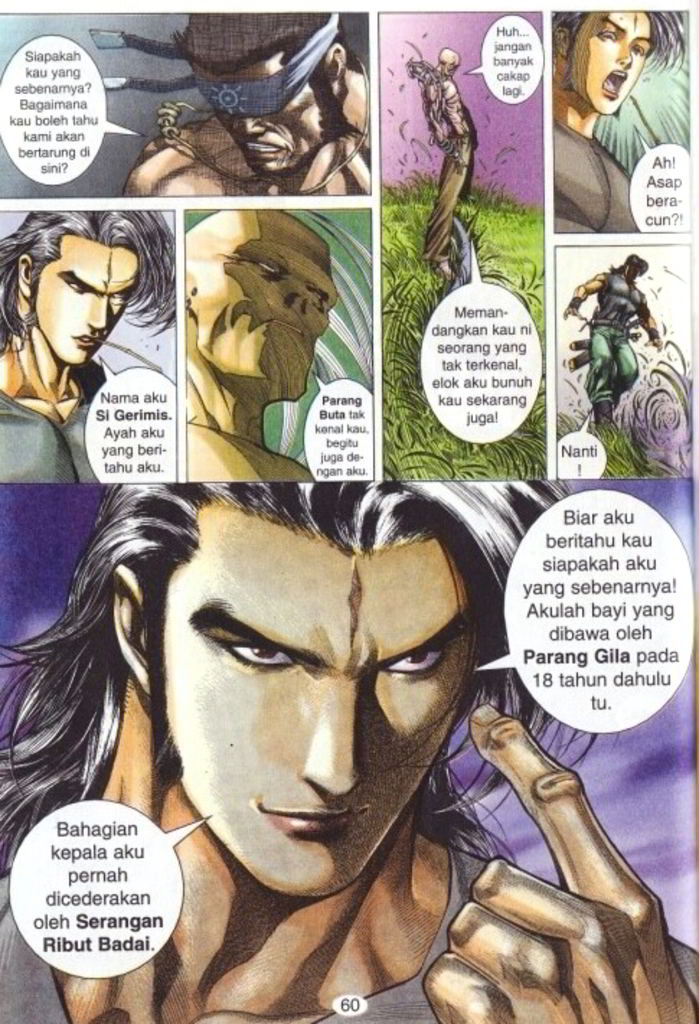 Siapakah
kau yang
sebenarnya?
Bagaimana
kau boleh tahu
kami akan
bertarung di
sini?
Nama aku
Si Gerimis.
Ayah aku
yang beri-
tahu aku.
Parang
Buta tak
kenal kau,
begitu
juga de-
ngan aku.
Huh...
jangan
banyak
cakap
lagi.
Meman-
dangkan kau ni
seorang yang
tak terkenal,
elok aku bunuh
kau sekarang
juga!
Ah!
Asap
bera-
cun?!
Nanti
!
Biar aku
beritahu kau
siapakah aku
yang sebenarnya!
Akulah bayi yang
dibawa oleh
Parang Gila pada
18 tahun dahulu
tu.
Bahagian
kepala aku
pernah
dicederakan
oleh Serangan
Ribut Badai.
60